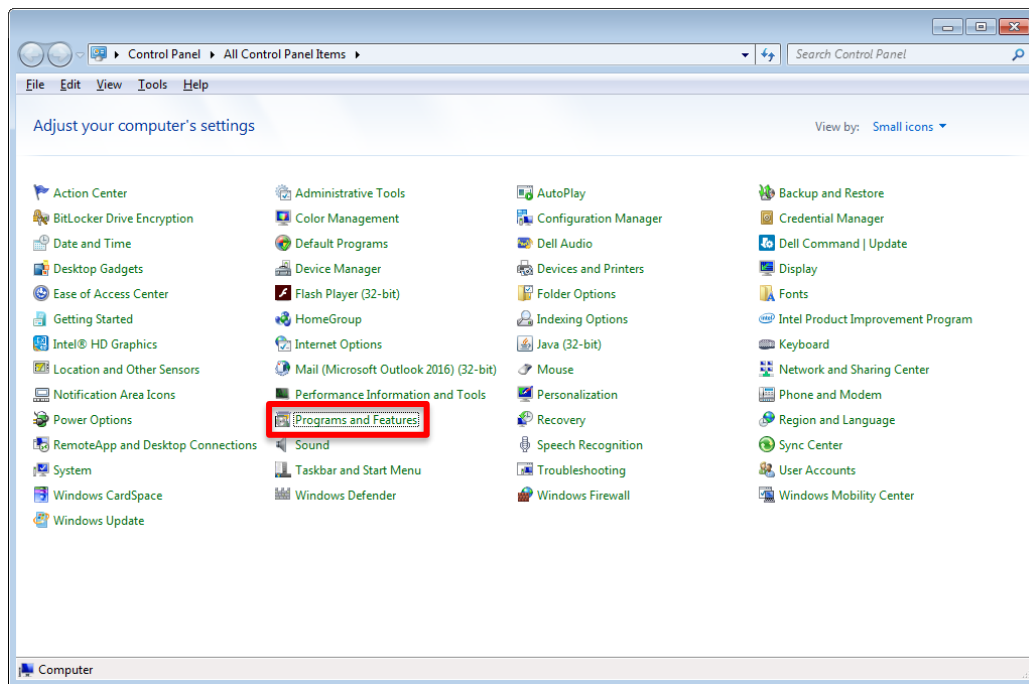 Control Panel All Control Panel Items Search Control Panel
File Edit View Tools Help
Adjust your computer's settings View by: Small icons
Action Center Administrative Tools AutoPlay Backup and Restore
BitLocker Drive Encryption Color Management Configuration Manager Credential Manager
Date and Time Default Programs Dell Audio Dell Command | Update
Desktop Gadgets Device Manager Devices and Printers Display
Ease of Access Center Flash Player (32-bit) Folder Options Fonts
Getting Started HomeGroup Indexing Options Intel Product Improvement Program
Intel® HD Graphics Internet Options Java (32-bit) Keyboard
Location and Other Sensors Mail (Microsoft Outlook 2016) (32-bit) Mouse Network and Sharing Center
Notification Area Icons Performance Information and Tools Personalization Phone and Modem
Power Options Programs and Features Recovery Region and Language
RemoteApp and Desktop Connections Sound Speech Recognition Sync Center
System Taskbar and Start Menu Troubleshooting User Accounts
Windows CardSpace Windows Defender Windows Firewall Windows Mobility Center
Windows Update
Computer